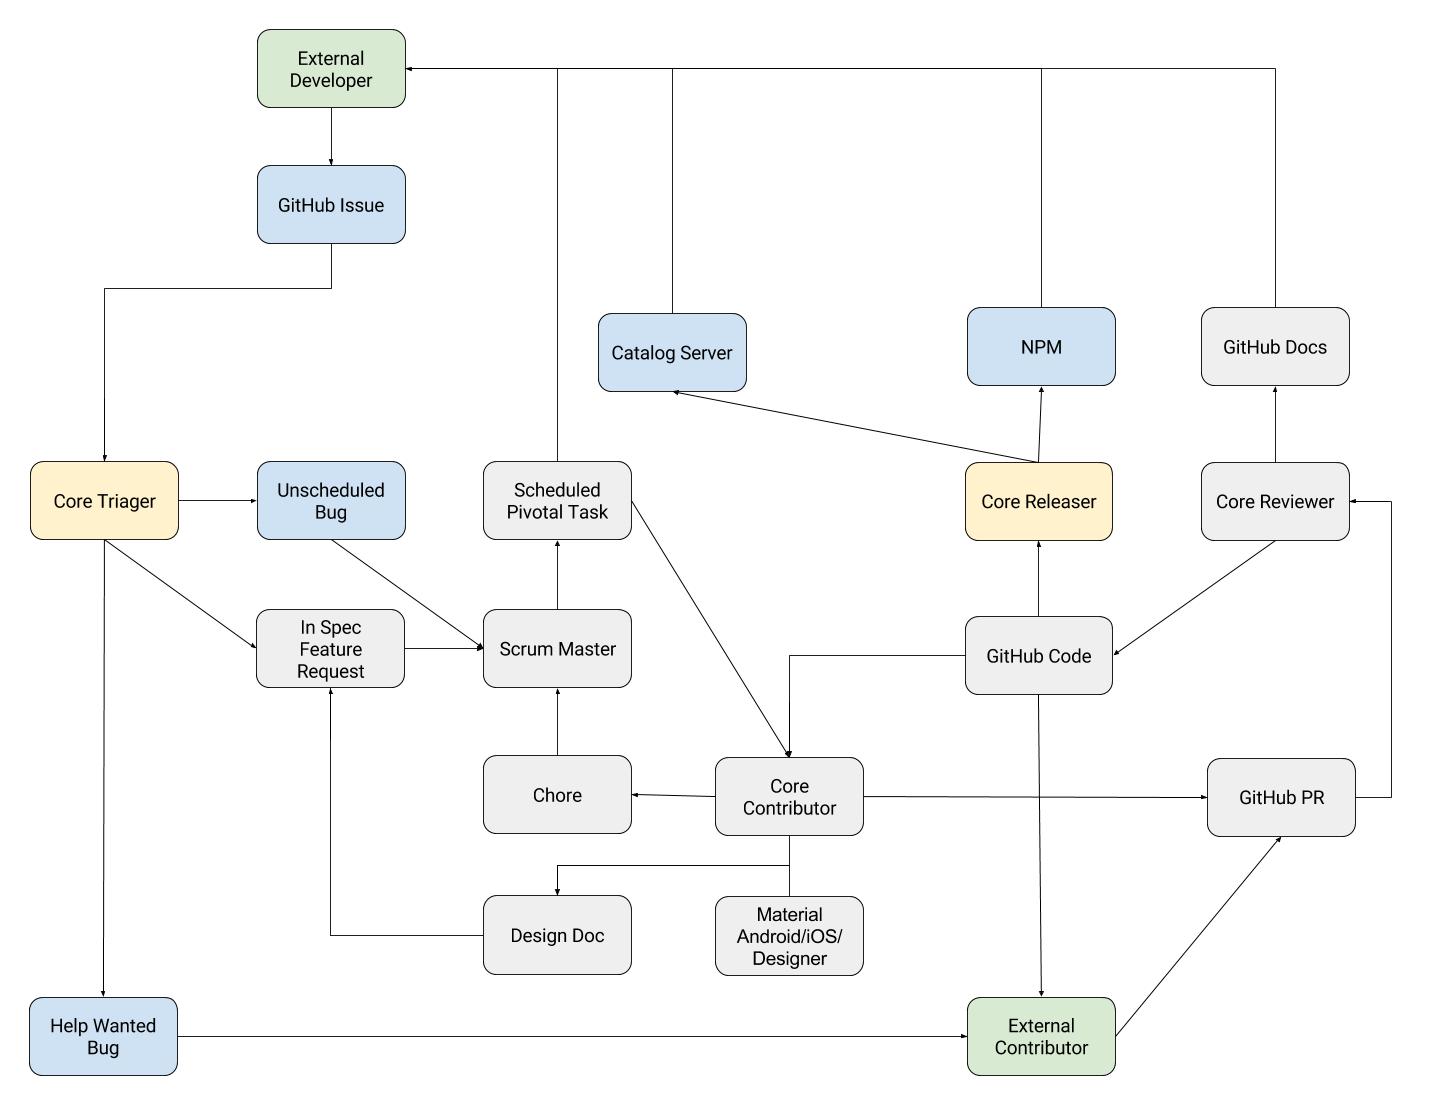 External
Developer
GitHub Issue
Catalog Server
NPM
GitHub Docs
Core Triager
Unscheduled
Bug
Scheduled
Pivotal Task
Core Releaser
Core Reviewer
In Spec
Feature
Request
Scrum Master
GitHub Code
Chore
Core
Contributor
GitHub PR
Design Doc
Material
Android/iOS/
Designer
Help Wanted
Bug
External
Contributor